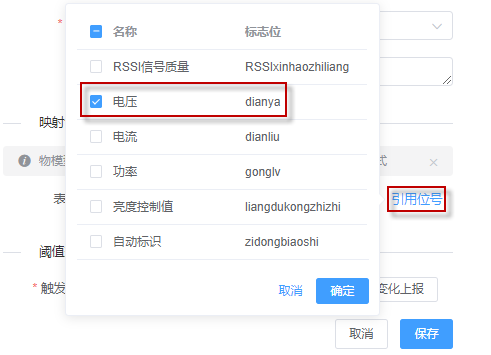 *
名称 标志位
RSSI信号质量 RSSIxinhaozhiliang
电压 dianya
电流 dianliu
功率 gonglv
亮度控制值 liangdukongzhizhi
自动标识 zidongbiaoshi
取消 确定
映射
物模 式
表 引用位号
阈值
* 触发 变化上报
取消 保存